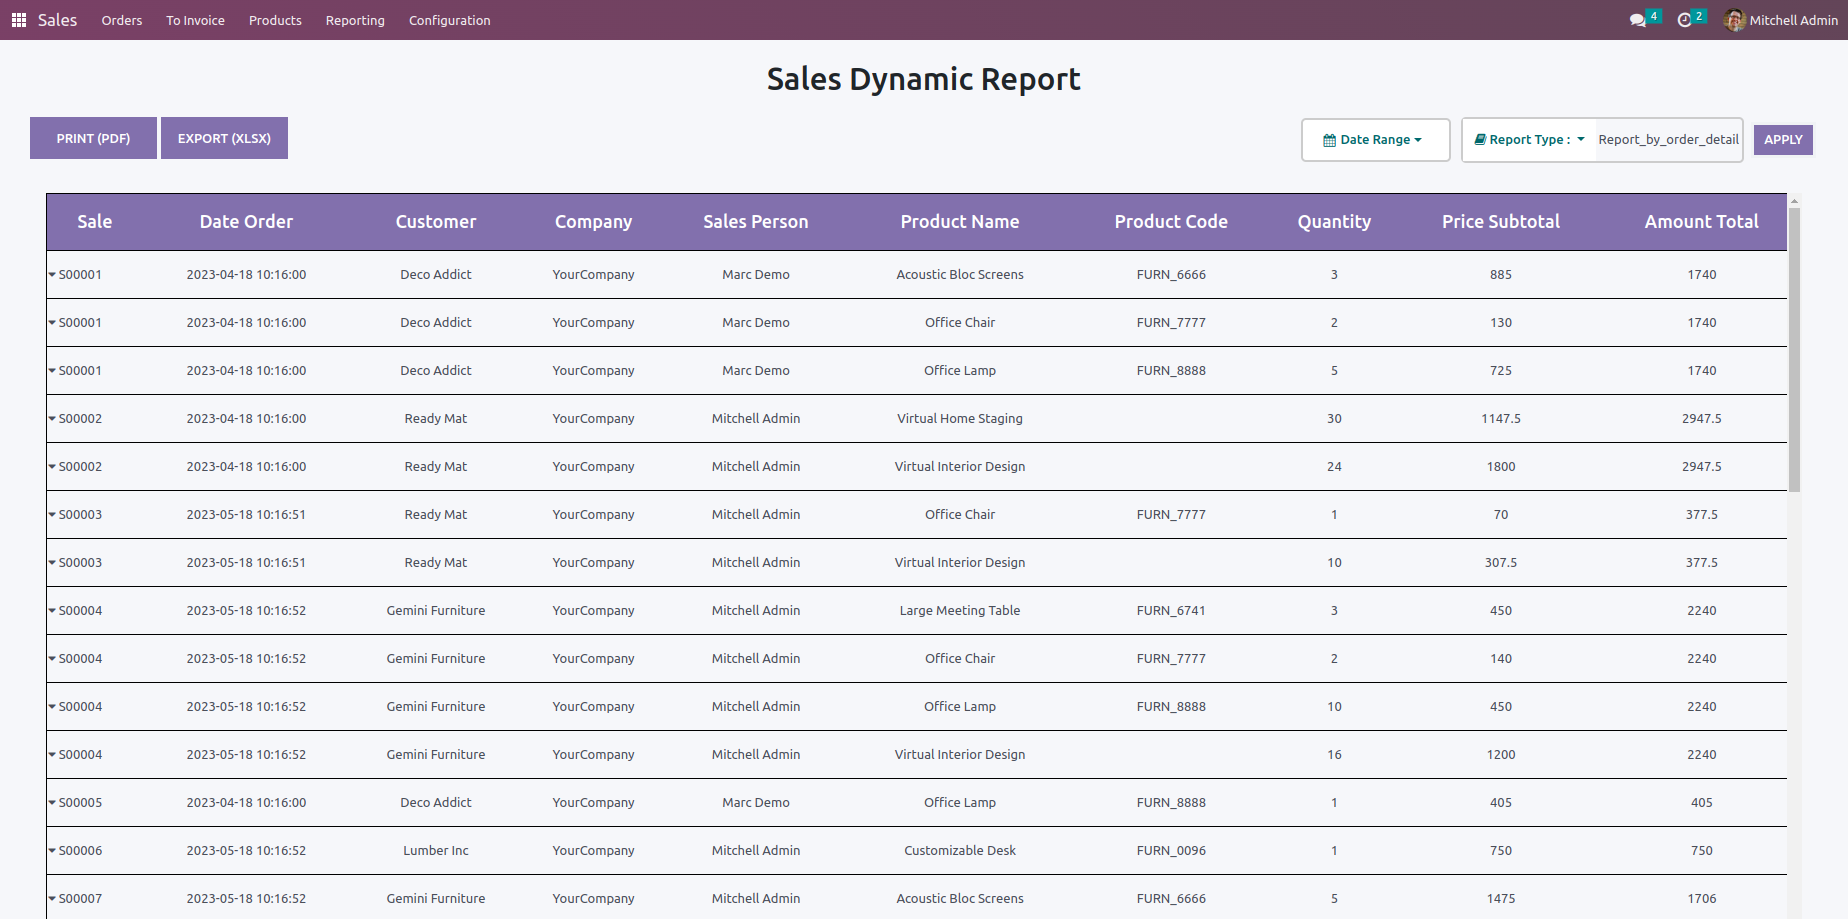 Sales Orders To Invoice Products Reporting Configuration 4 2 Mitchell Admin
Sales Dynamic Report
PRINT (PDF) EXPORT (XLSX) Date Range Report Type : Report_by_order_detail APPLY
Sale Date Order Customer Company Sales Person Product Name Product Code Quantity Price Subtotal Amount Total
S00001 2023-04-18 10:16:00 Deco Addict YourCompany Marc Demo Acoustic Bloc Screens FURN_6666 3 885 1740
S00001 2023-04-18 10:16:00 Deco Addict YourCompany Marc Demo Office Chair FURN_7777 2 130 1740
S00001 2023-04-18 10:16:00 Deco Addict YourCompany Marc Demo Office Lamp FURN_8888 5 725 1740
S00002 2023-04-18 10:16:00 Ready Mat YourCompany Mitchell Admin Virtual Home Staging 30 1147.5 2947.5
S00002 2023-04-18 10:16:00 Ready Mat YourCompany Mitchell Admin Virtual Interior Design 24 1800 2947.5
S00003 2023-05-18 10:16:51 Ready Mat YourCompany Mitchell Admin Office Chair FURN_7777 1 70 377.5
S00003 2023-05-18 10:16:51 Ready Mat YourCompany Mitchell Admin Virtual Interior Design 10 307.5 377.5
S00004 2023-05-18 10:16:52 Gemini Furniture YourCompany Mitchell Admin Large Meeting Table FURN_6741 3 450 2240
S00004 2023-05-18 10:16:52 Gemini Furniture YourCompany Mitchell Admin Office Chair FURN_7777 2 140 2240
S00004 2023-05-18 10:16:52 Gemini Furniture YourCompany Mitchell Admin Office Lamp FURN_8888 10 450 2240
S00004 2023-05-18 10:16:52 Gemini Furniture YourCompany Mitchell Admin Virtual Interior Design 16 1200 2240
S00005 2023-04-18 10:16:00 Deco Addict YourCompany Marc Demo Office Lamp FURN_8888 1 405 405
S00006 2023-05-18 10:16:52 Lumber Inc YourCompany Mitchell Admin Customizable Desk FURN_0096 1 750 750
S00007 2023-05-18 10:16:52 Gemini Furniture YourCompany Mitchell Admin Acoustic Bloc Screens FURN_6666 5 1475 1706